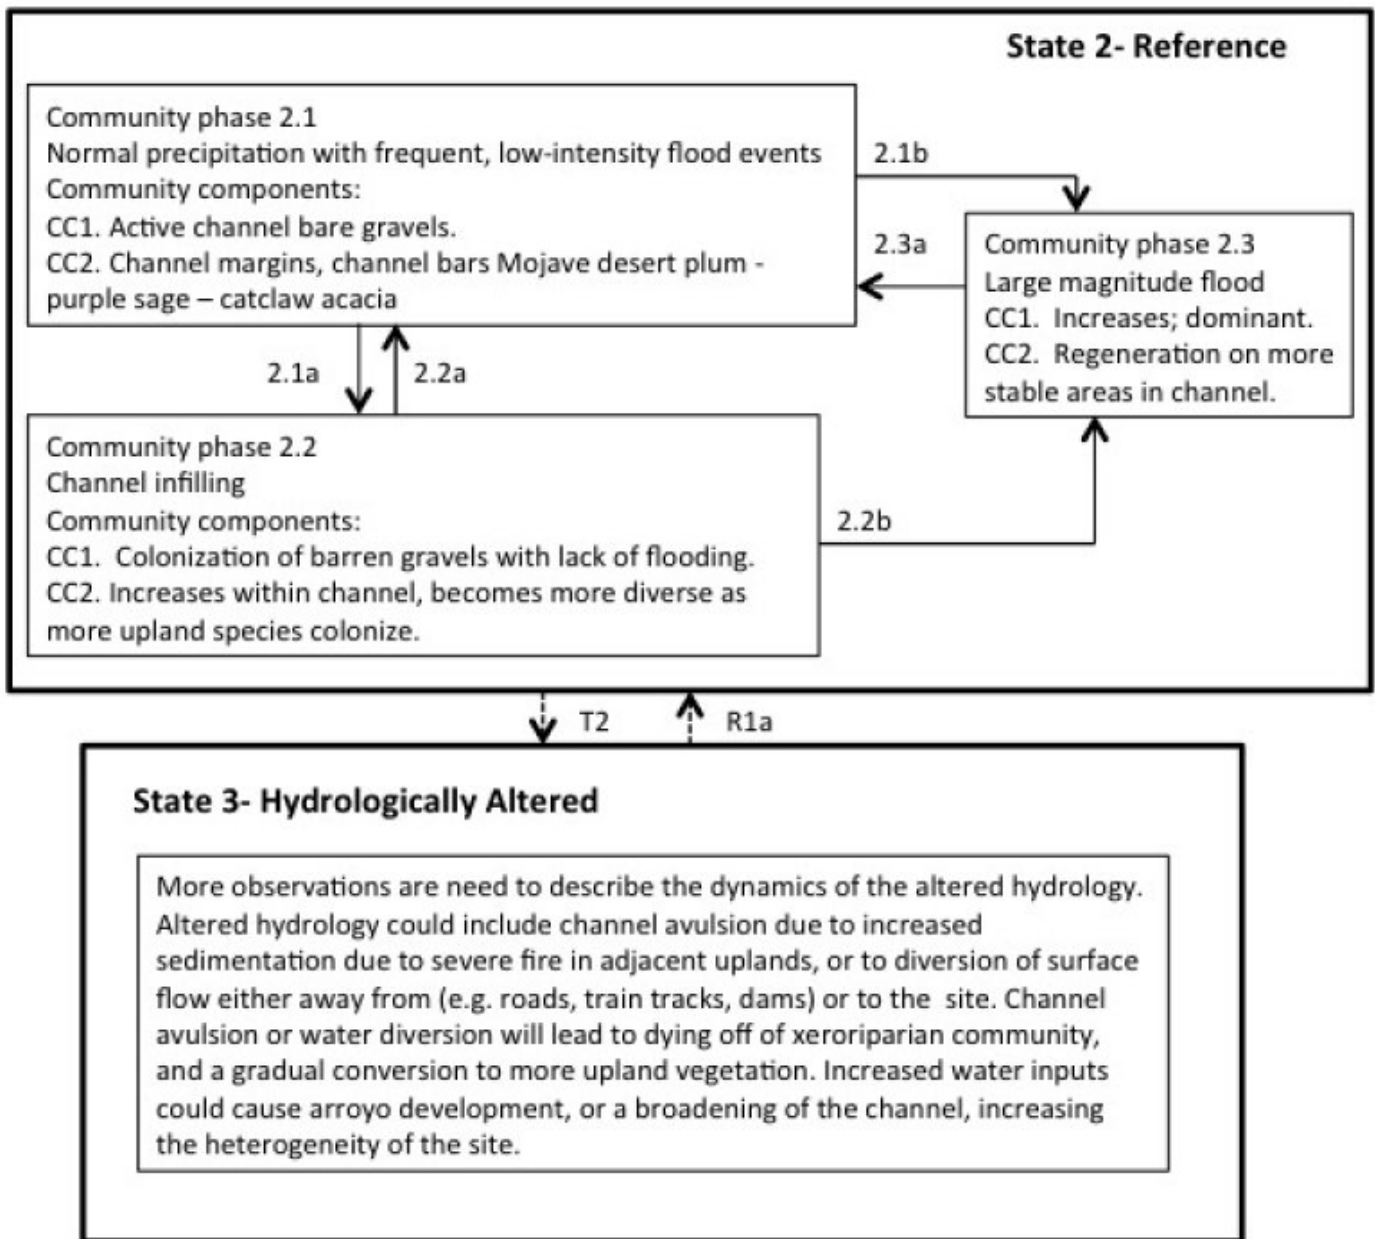 State 2- Reference
Community phase 2.1
Normal precipitation with frequent, low-intensity flood events
Community components:
CC1. Active channel bare gravels.
CC2. Channel margins, channel bars Mojave desert plum -
purple sage – catclaw acacia
2.1b
2.3a
Community phase 2.3
Large magnitude flood
CC1.  Increases; dominant.
CC2.  Regeneration on more
stable areas in channel.
2.1a
2.2a
Community phase 2.2
Channel infilling
Community components:
CC1.  Colonization of barren gravels with lack of flooding.
CC2. Increases within channel, becomes more diverse as
more upland species colonize.
2.2b
T2
R1a
State 3- Hydrologically Altered
More observations are need to describe the dynamics of the altered hydrology.
Altered hydrology could include channel avulsion due to increased
sedimentation due to severe fire in adjacent uplands, or to diversion of surface
flow either away from (e.g. roads, train tracks, dams) or to the  site. Channel
avulsion or water diversion will lead to dying off of xeroriparian community,
and a gradual conversion to more upland vegetation. Increased water inputs
could cause arroyo development, or a broadening of the channel, increasing
the heterogeneity of the site.